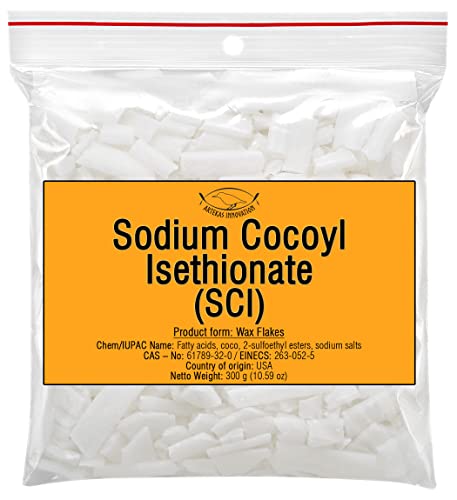 ARTEKAS INNOVATION
Sodium Cocoyl
Isethionate
(SCI)
Product form: Wax Flakes
Chem/IUPAC Name: Fatty acids, coco, 2-sulfoethyl esters, sodium salts
CAS – No: 61789-32-0 / EINECS: 263-052-5
Country of origin: USA
Netto Weight: 300 g (10.59 oz)